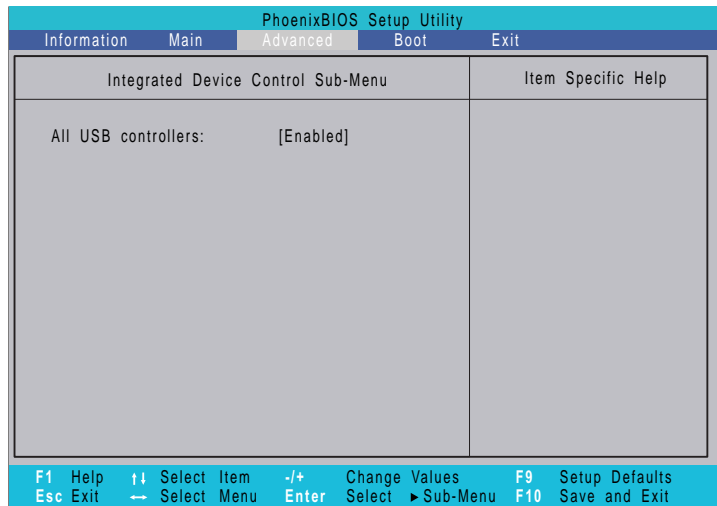 PhoenixBIOS Setup Utility
Information Main Advanced Boot Exit
Integrated Device Control Sub-Menu
Item Specific Help
All USB controllers: [Enabled]
F1 Help ↑↓ Select Item -/+ Change Values F9 Setup Defaults
Esc Exit ↔ Select Menu Enter Select ►Sub-Menu F10 Save and Exit